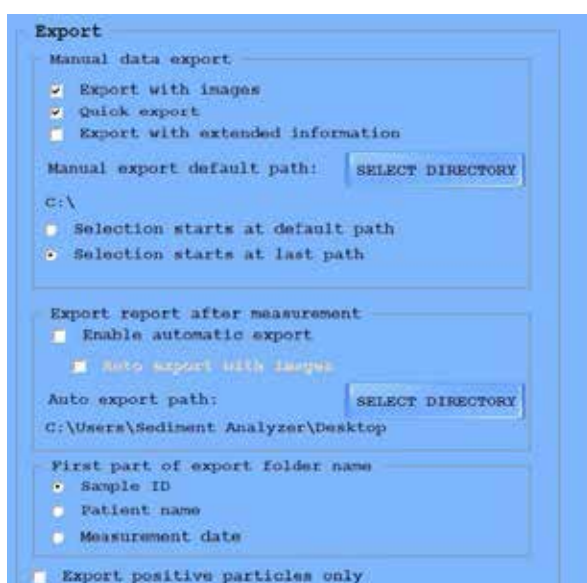 Export
Manual data export
Export with images
Quick export
Export with extended information
Manual export default path: SELECT DIRECTORY
C:\
Selection starts at default path
Selection starts at last path
Export report after measurement
Enable automatic export
Auto export with images
Auto export path: SELECT DIRECTORY
C:\Users\Sediment Analyzer\Desktop
First part of export folder name
Sample ID
Patient name
Measurement date
Export positive particles only